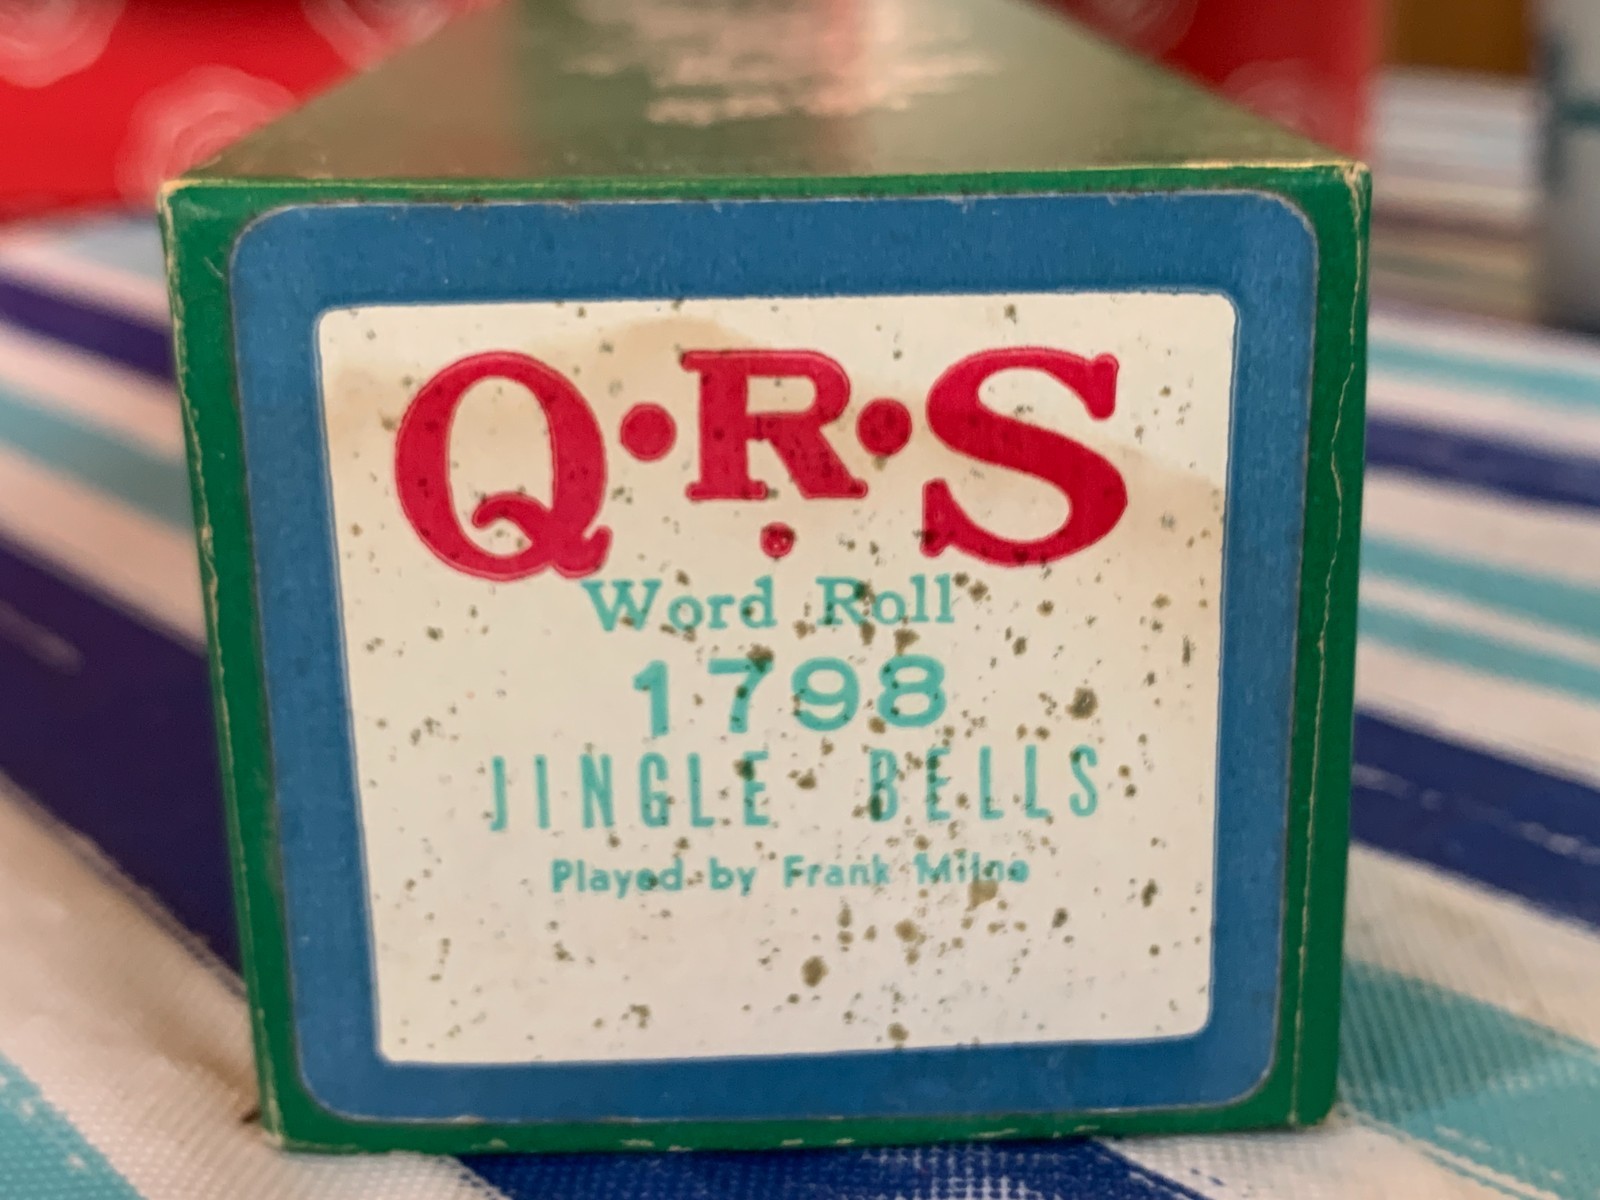 Q·R·S
Word Roll
1798
JINGLE BELLS
Played by Frank Milne